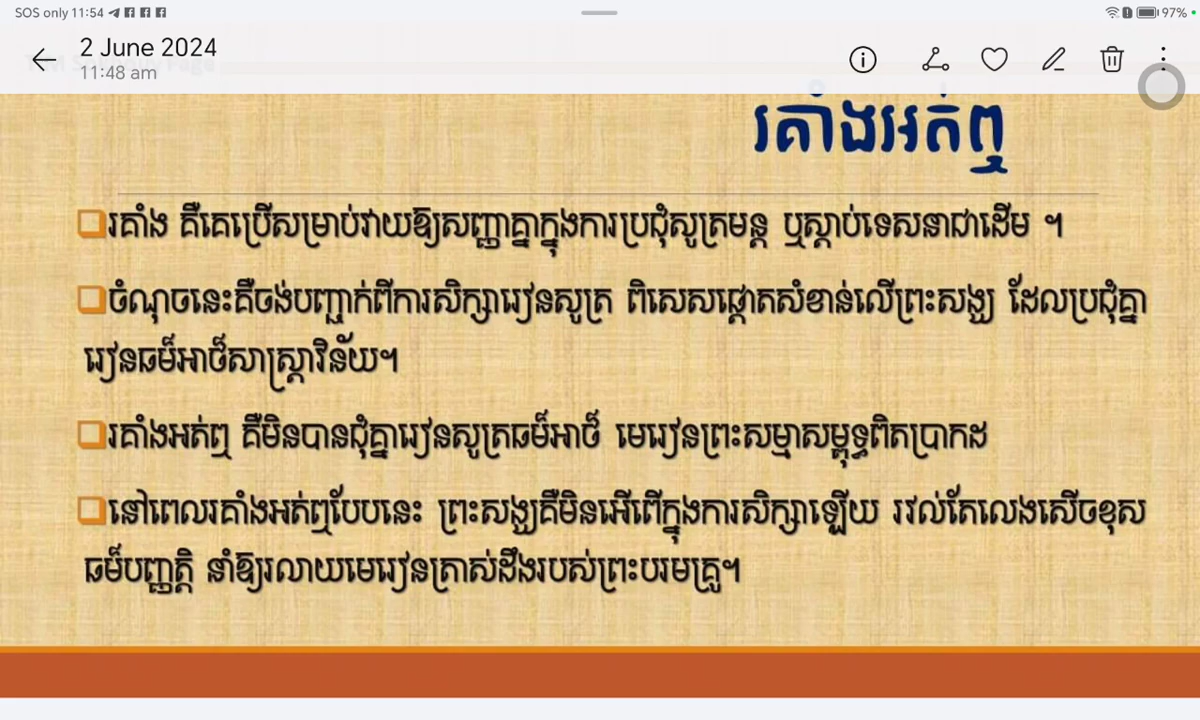 SOS only 11:54
97%
2 June 2024
11:48 am
រគាំងអត់ឮ
រគាំង គឺគេប្រើសម្រាប់វាយឱ្យសញ្ញាគ្នាក្នុងការប្រជុំសូត្រមន្ត ឬស្តាប់ទេសនាជាដើម ។
ចំណុចនេះគឺចង់បញ្ជាក់ពីការសិក្សារៀនសូត្រ ពិសេសផ្តោតសំខាន់លើព្រះសង្ឃ ដែលប្រជុំគ្នា
រៀនធម៌អាថ៌សាស្ត្រាវិន័យ។
រគាំងអត់ឮ គឺមិនបានជុំគ្នារៀនសូត្រធម៌អាថ៌ មេរៀនព្រះសម្មាសម្ពុទ្ធពិតប្រាកដ
នៅពេលរគាំងអត់ឮបែបនេះ ព្រះសង្ឃគឺមិនអើពើក្នុងការសិក្សាឡើយ រវល់តែលេងសើចខុស
ធម៌បញ្ញត្តិ នាំឱ្យរលាយមេរៀនត្រាស់ដឹងរបស់ព្រះបរមគ្រូ។